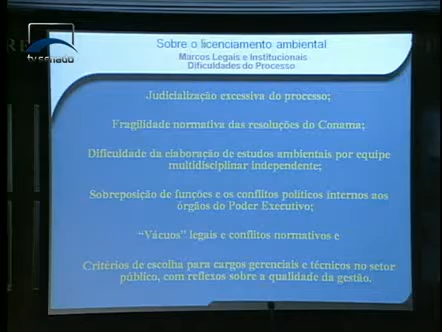 Sobre o licenciamento ambiental
Marcos Legais e Institucionais
Dificuldades do Processo
tv senado
Judicialização excessiva do processo;
Fragilidade normativa das resoluções do Conama;
Dificuldade da elaboração de estudos ambientais por equipe
multidisciplinar independente;
Sobreposição de funções e os conflitos políticos internos aos
órgãos do Poder Executivo;
“Vácuos” legais e conflitos normativos e
Critérios de escolha para cargos gerenciais e técnicos no setor
público, com reflexos sobre a qualidade da gestão.